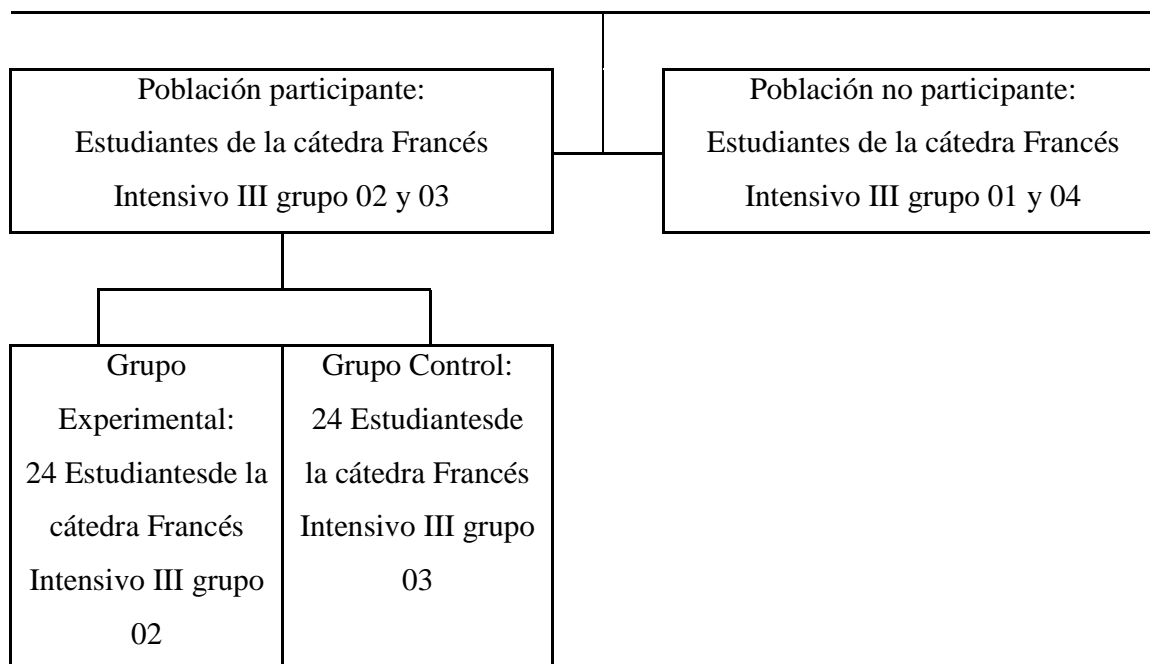 Población participante:
Estudiantes de la cátedra Francés
Intensivo III grupo 02 y 03
Población no participante:
Estudiantes de la cátedra Francés
Intensivo III grupo 01 y 04
Grupo
Experimental:
24 Estudiantesde la
cátedra Francés
Intensivo III grupo
02
Grupo Control:
24 Estudiantesde
la cátedra Francés
Intensivo III grupo
03